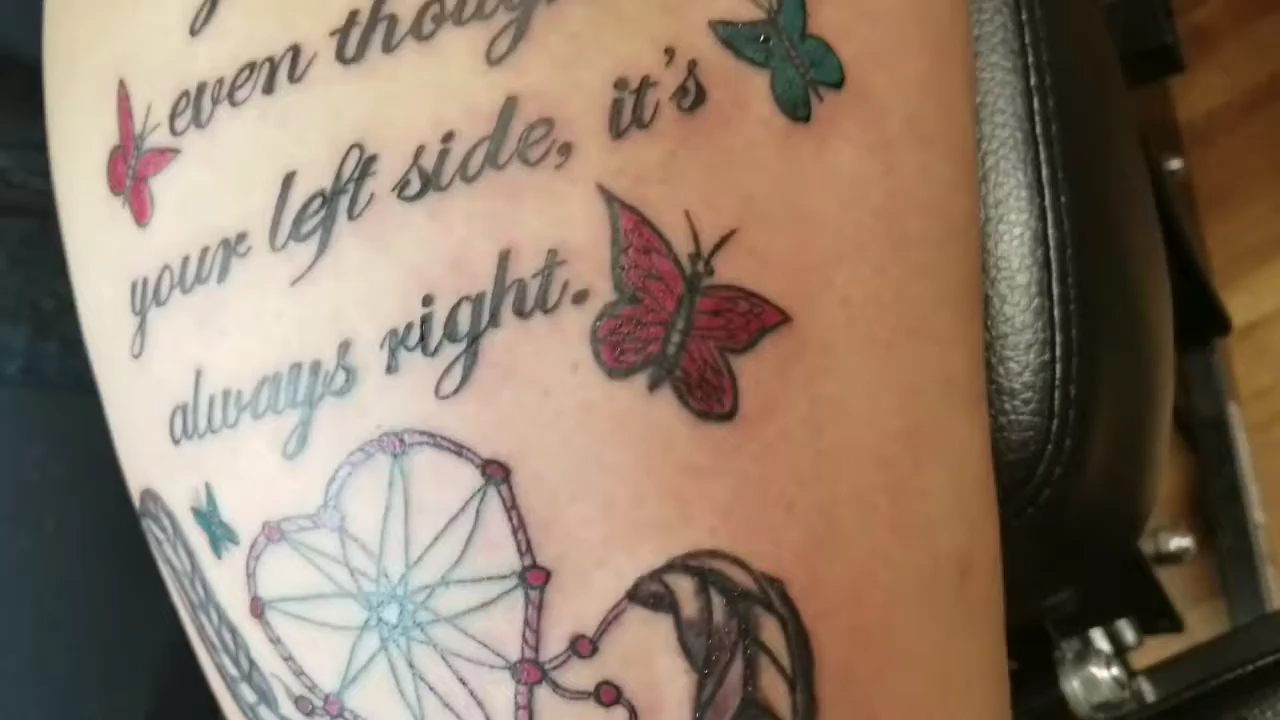 even though
your left side, it's
always right.